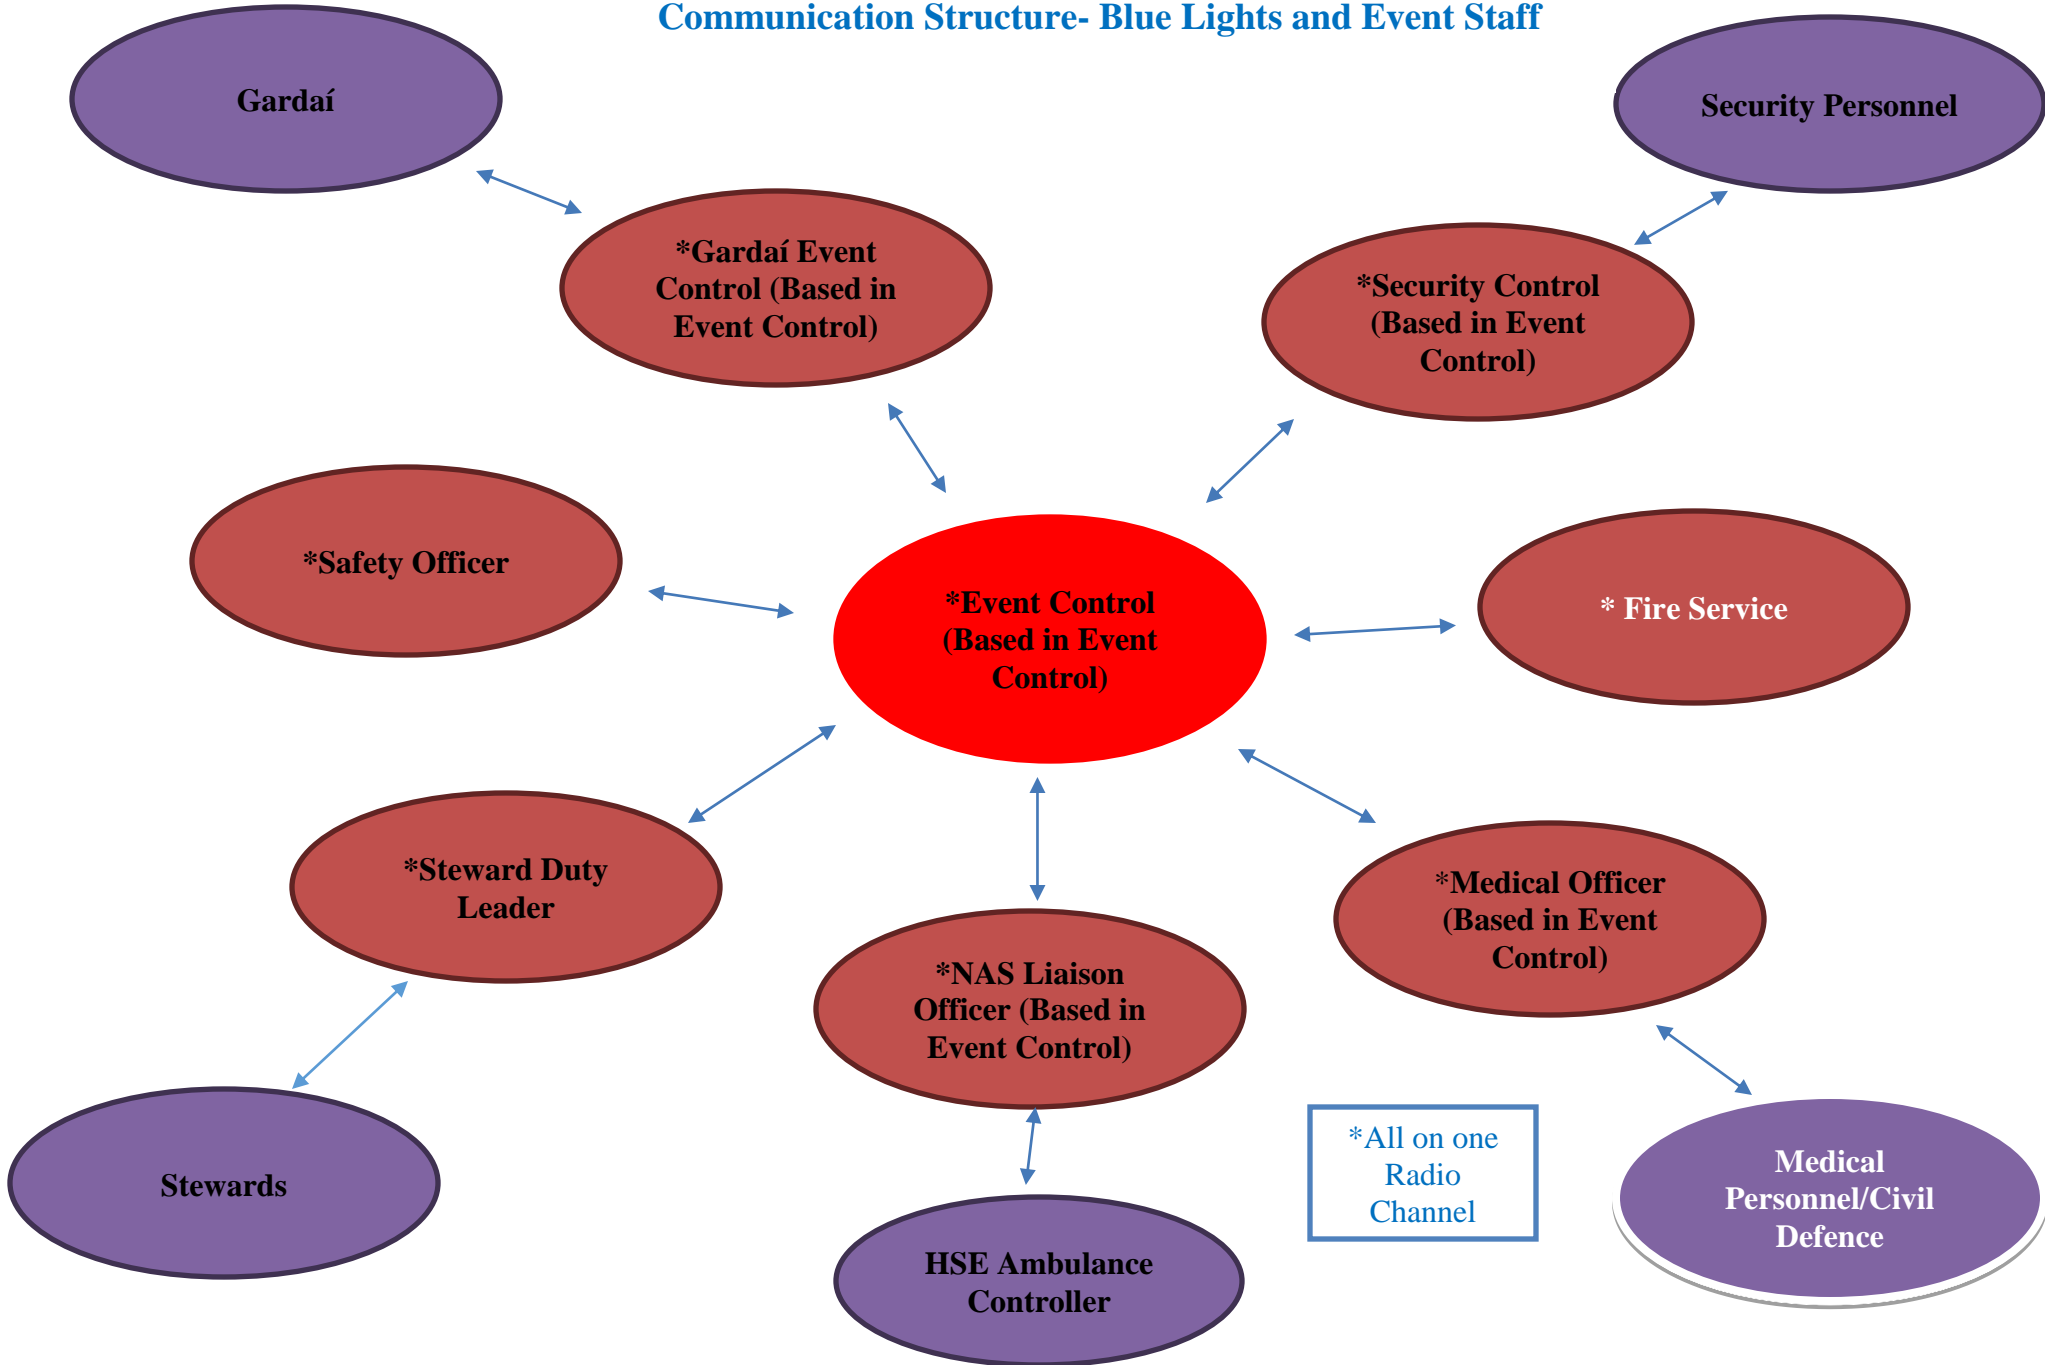 Communication Structure- Blue Lights and Event Staff
Gardaí
Security Personnel
*Gardaí Event
Control (Based in
Event Control)
*Security Control
(Based in Event
Control)
*Safety Officer
*Event Control
(Based in Event
Control)
* Fire Service
*Steward Duty
Leader
*Medical Officer
(Based in Event
Control)
*NAS Liaison
Officer (Based in
Event Control)
Stewards
*All on one
Radio
Channel
Medical
Personnel/Civil
Defence
HSE Ambulance
Controller